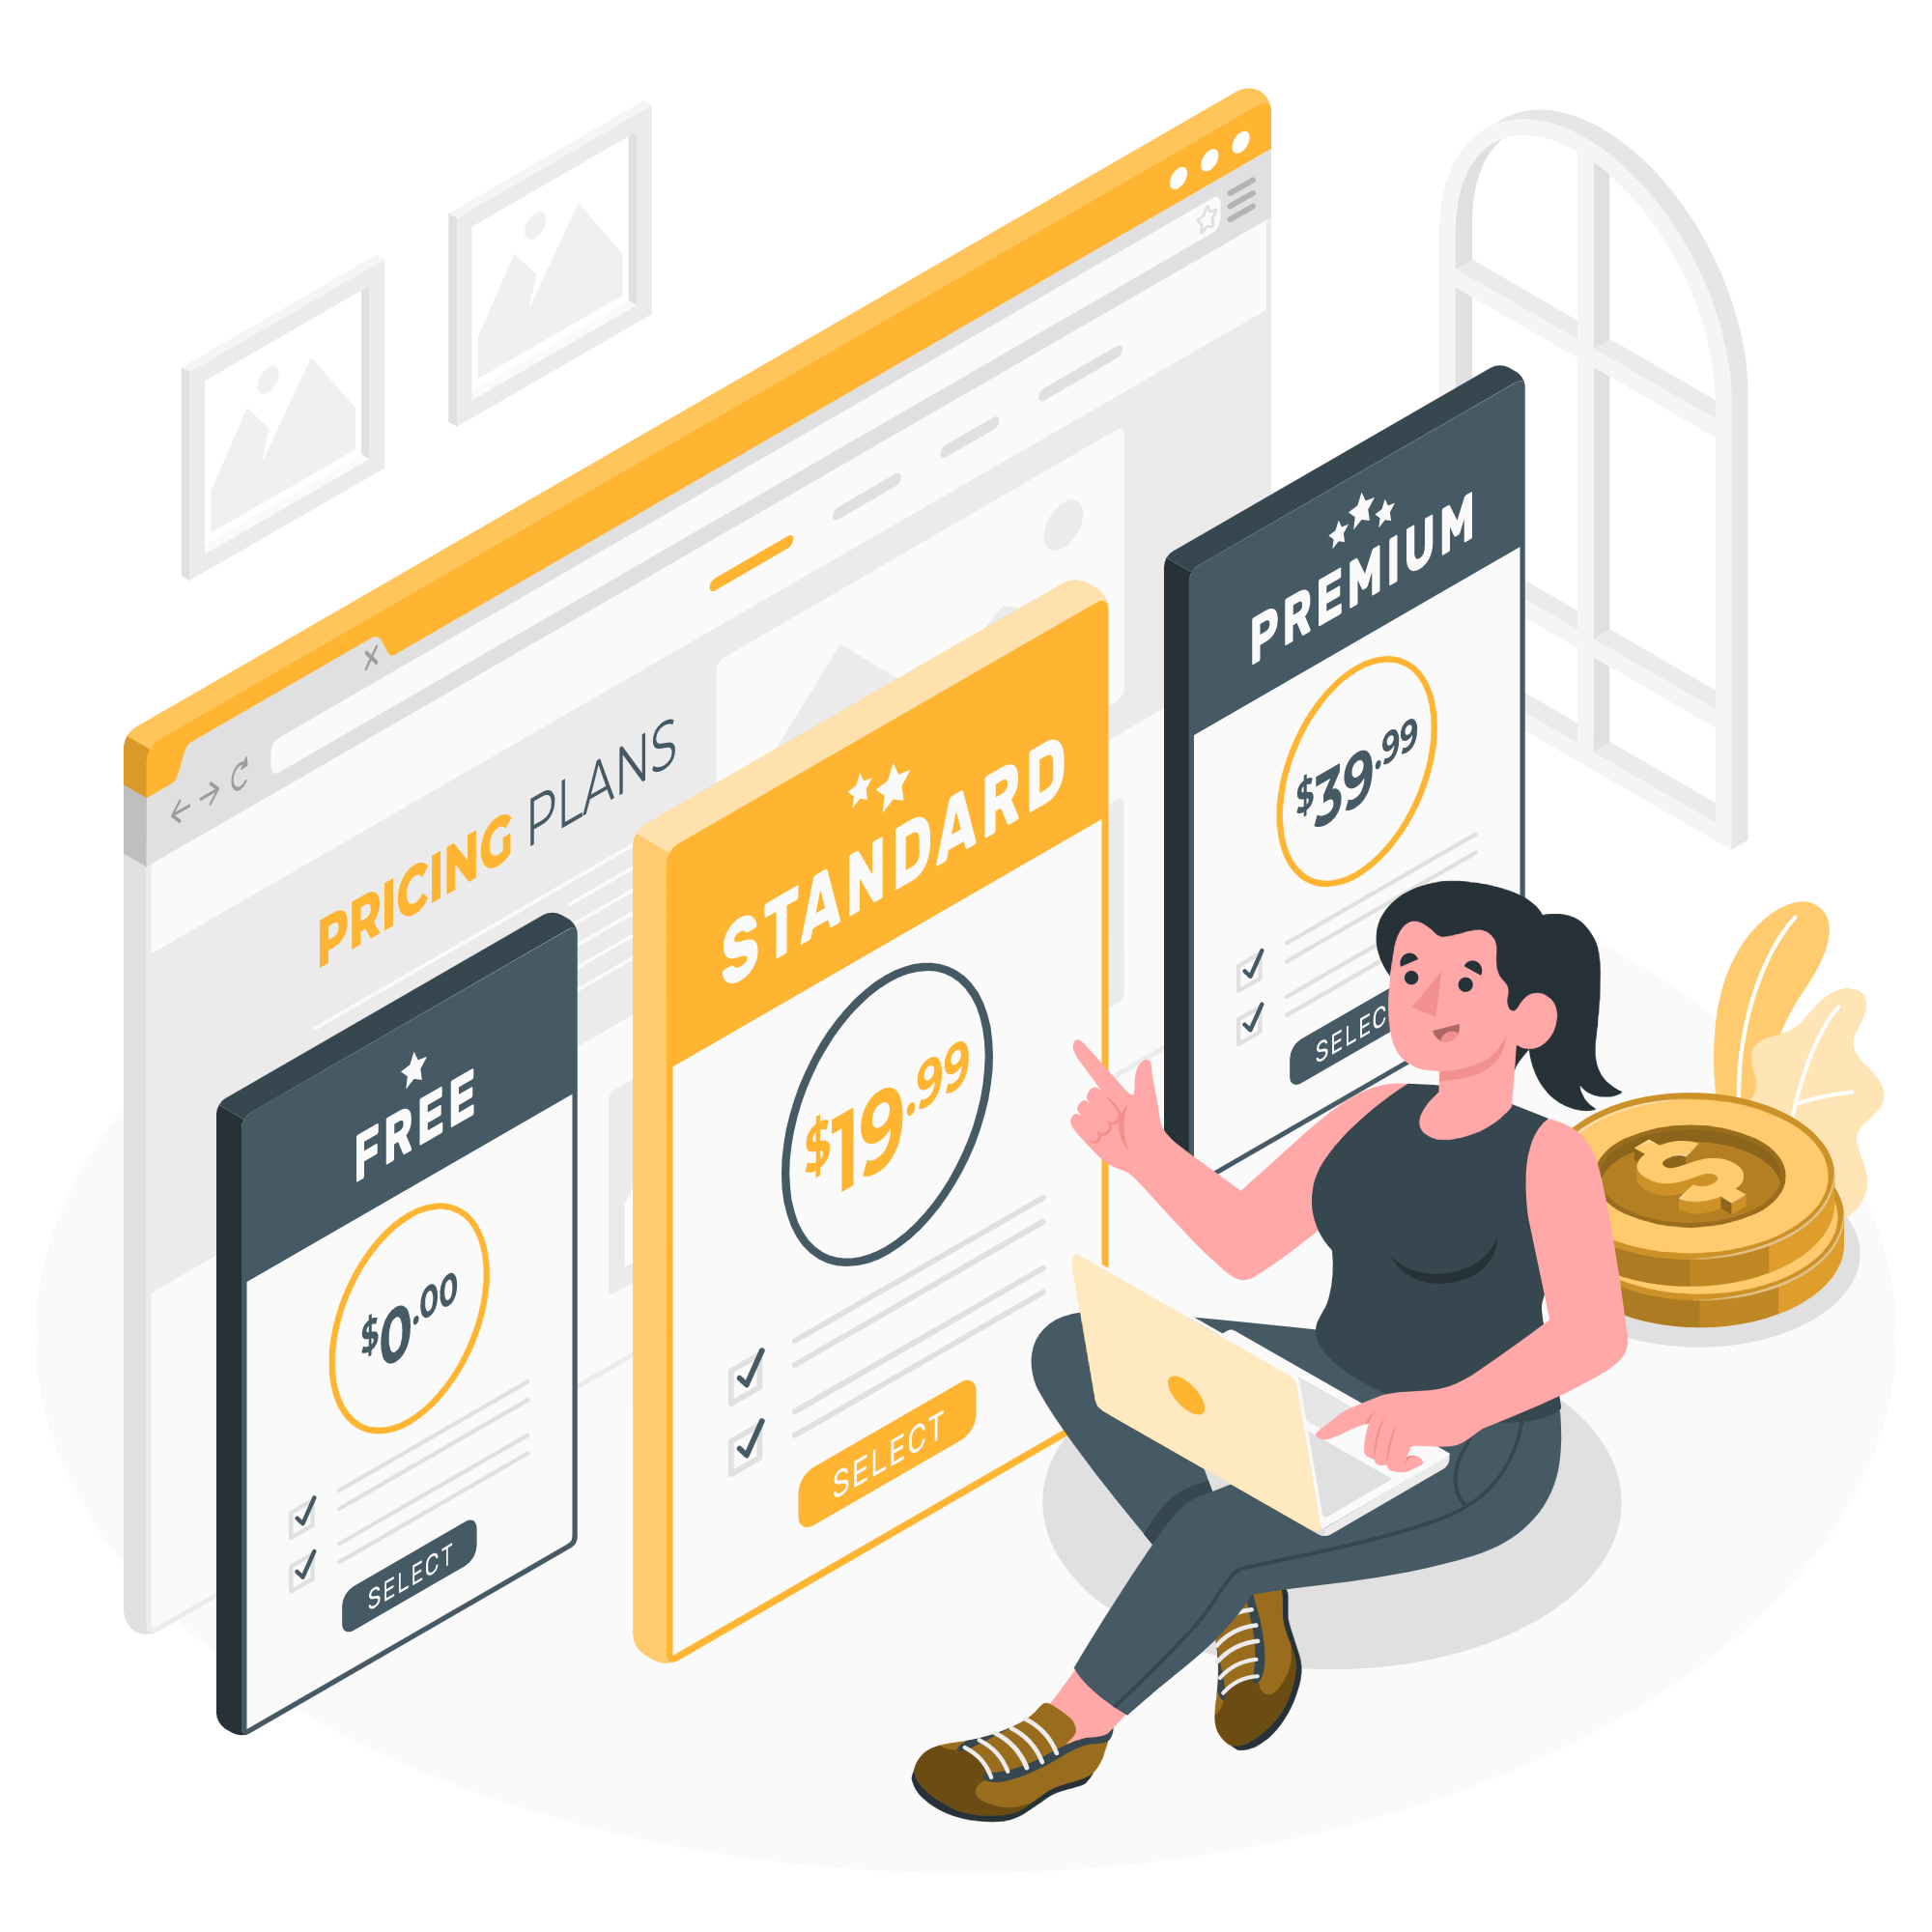 PRICING PLANS
FREE
$0.00
SELECT
STANDARD
$19.99
SELECT
PREMIUM
$39.99
SELEC
$